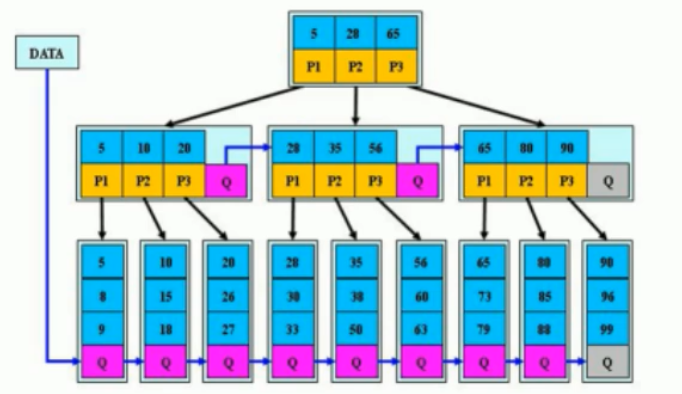 5 28 65
DATA
P1 P2 P3
5 10 20
28 35 56
65 80 90
P1 P2 P3 Q
P1 P2 P3 Q
P1 P2 P3 Q
5 10 20 28 35 56 65 80 90
8 15 26 30 38 60 73 85 96
9 18 27 33 50 63 79 88 99
Q Q Q Q Q Q Q Q Q